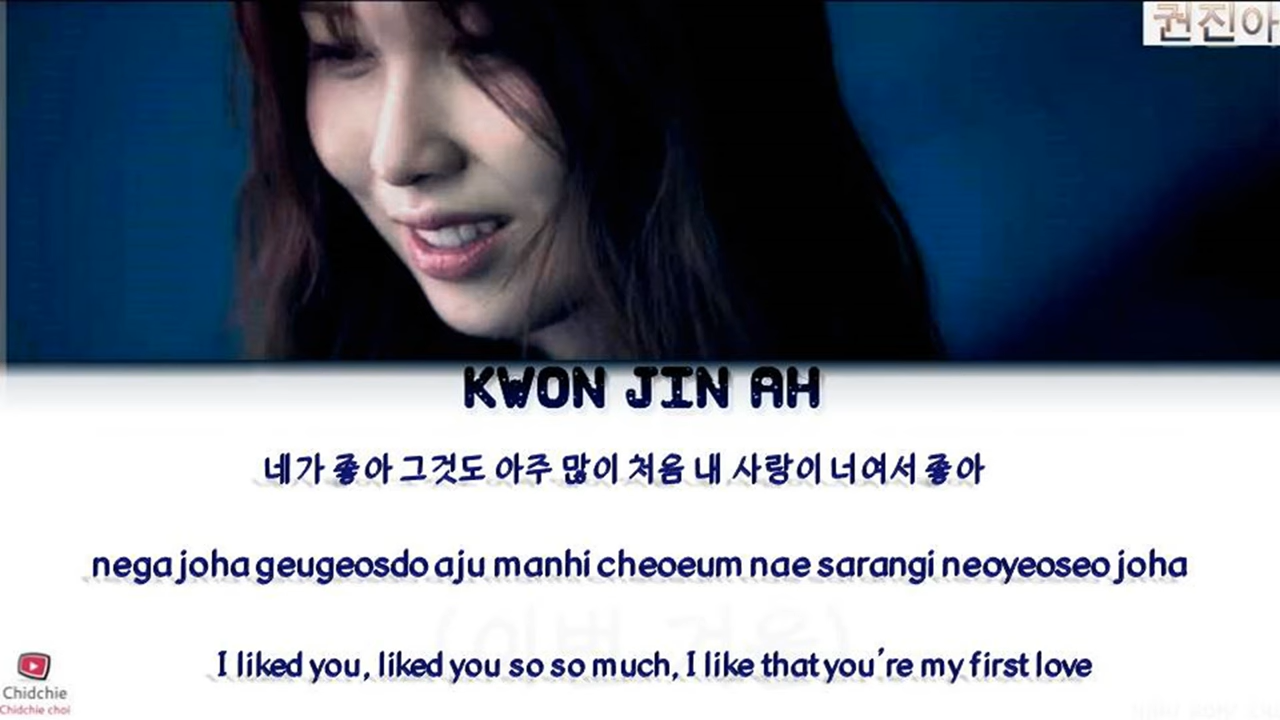 권진아
KWON JIN AH
네가 좋아 그것도 아주 많이 처음 내 사랑이 너여서 좋아
nega joha geugeosdo aju manhi cheoeum nae sarangi neoyeoseo joha
I liked you, liked you so so much, I like that you're my first love
Chidchie
Chidchie choi